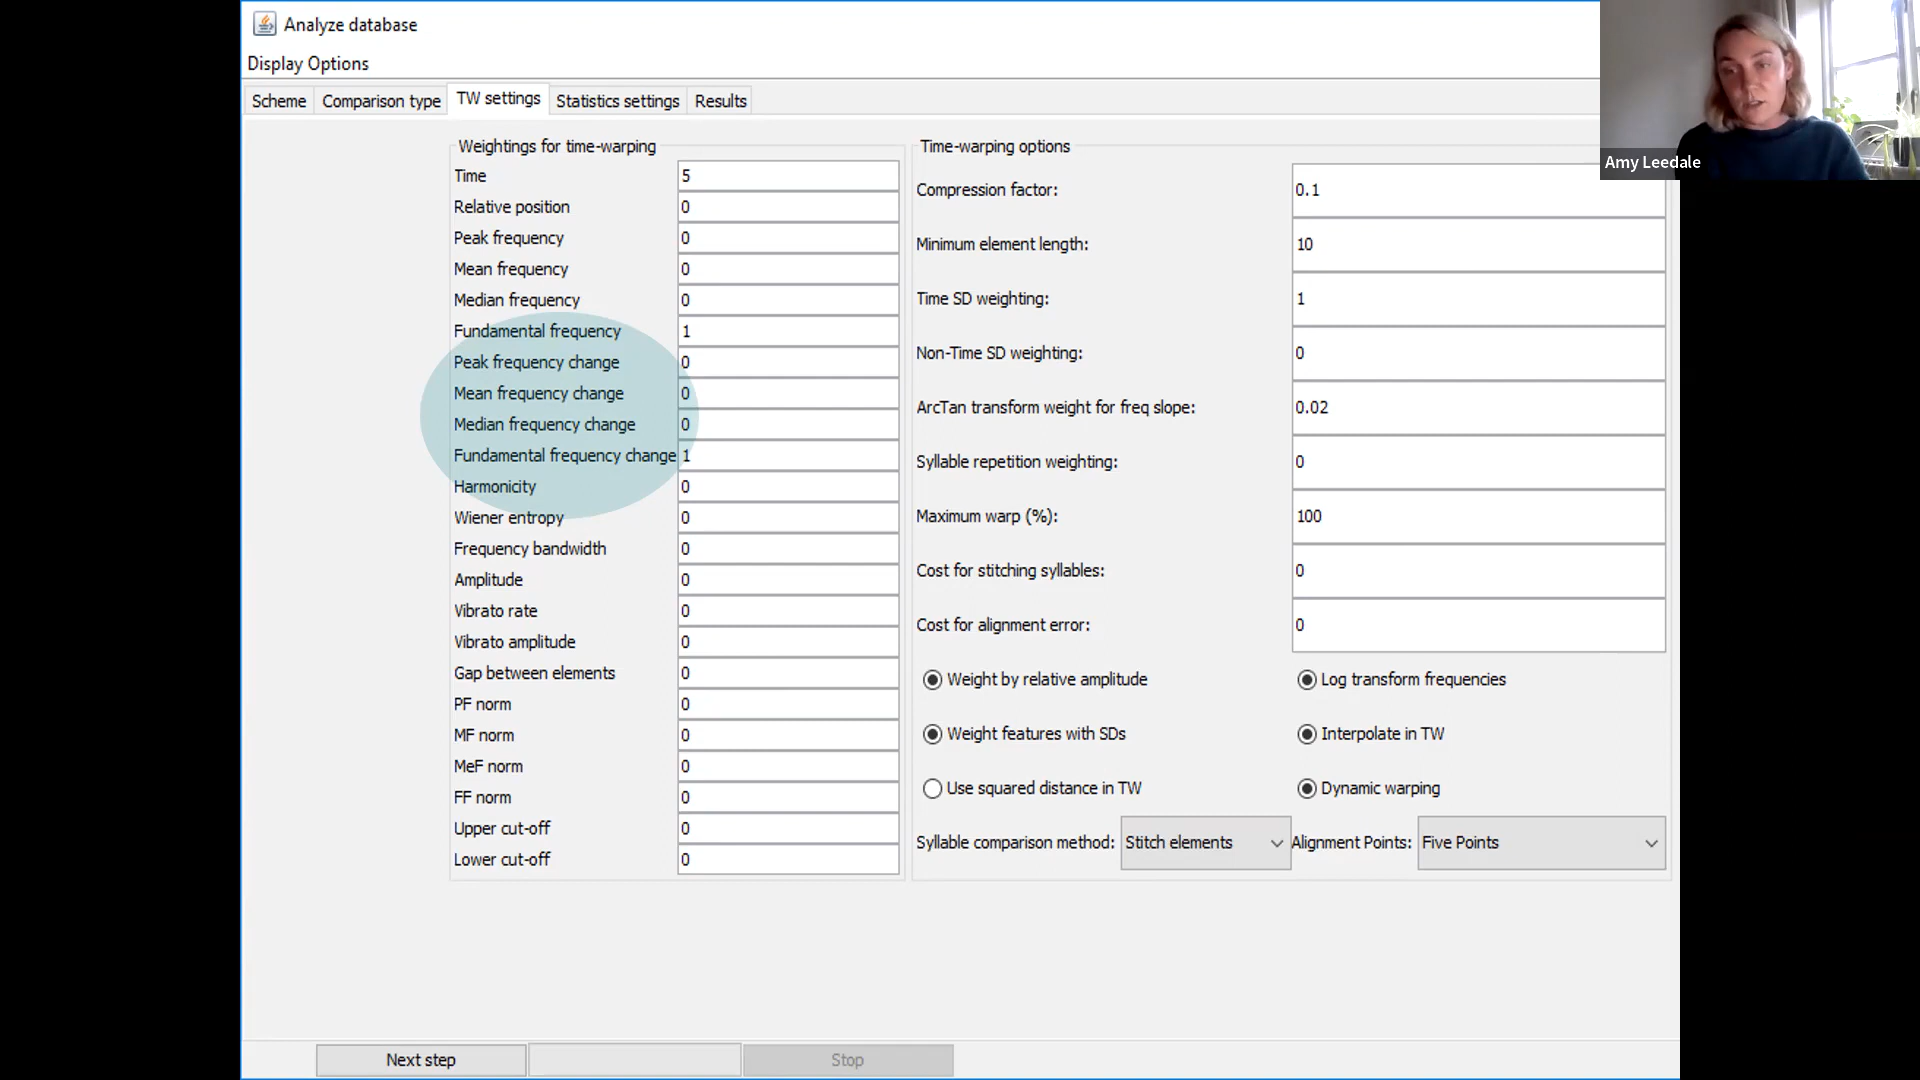 Analyze database
Display Options
Scheme Comparison type TW settings Statistics settings Results
Amy Leedale
Weightings for time-warping
Time 5
Relative position 0
Peak frequency 0
Mean frequency 0
Median frequency 0
Fundamental frequency 1
Peak frequency change 0
Mean frequency change 0
Median frequency change 0
Fundamental frequency change 1
Harmonicity 0
Wiener entropy 0
Frequency bandwidth 0
Amplitude 0
Vibrato rate 0
Vibrato amplitude 0
Gap between elements 0
PF norm 0
MF norm 0
MeF norm 0
FF norm 0
Upper cut-off 0
Lower cut-off 0
Time-warping options
Compression factor: 0.1
Minimum element length: 10
Time SD weighting: 1
Non-Time SD weighting: 0
ArcTan transform weight for freq slope: 0.02
Syllable repetition weighting: 0
Maximum warp (%): 100
Cost for stitching syllables: 0
Cost for alignment error: 0
Weight by relative amplitude Log transform frequencies
Weight features with SDs Interpolate in TW
Use squared distance in TW Dynamic warping
Syllable comparison method: Stitch elements Alignment Points: Five Points
Next step Stop